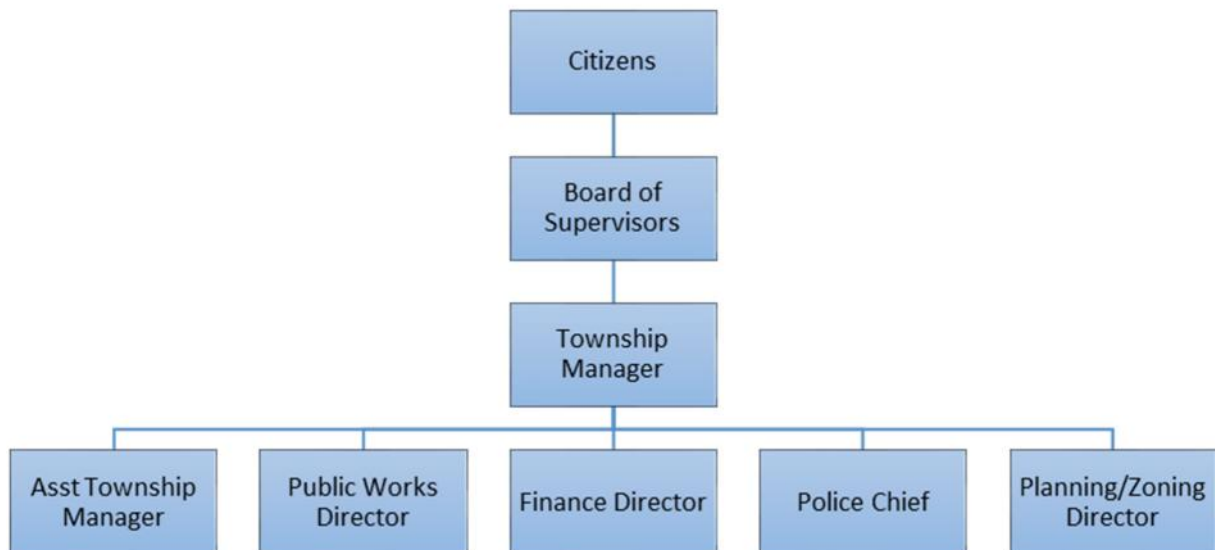 Citizens
Board of
Supervisors
Township
Manager
Asst Township
Manager
Public Works
Director
Finance Director
Police Chief
Planning/Zoning
Director